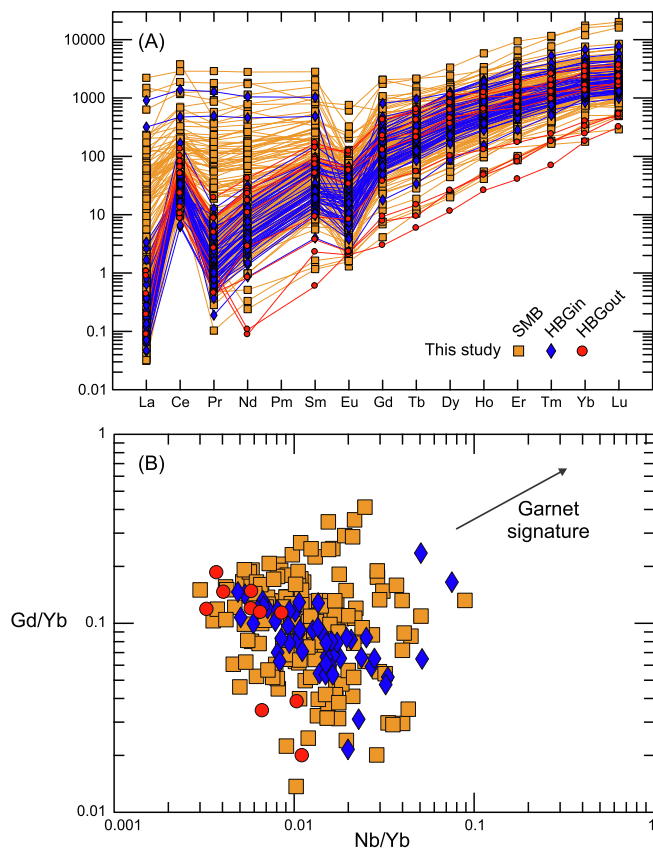 (A)
10000
1000
100
10
1
0.1
0.01
SMB
HBGin
HBGout
This study
La Ce Pr Nd Pm Sm Eu Gd Tb Dy Ho Er Tm Yb Lu
(B)
1
Garnet
signature
Gd/Yb
0.1
0.01
0.001 0.01 0.1 1
Nb/Yb